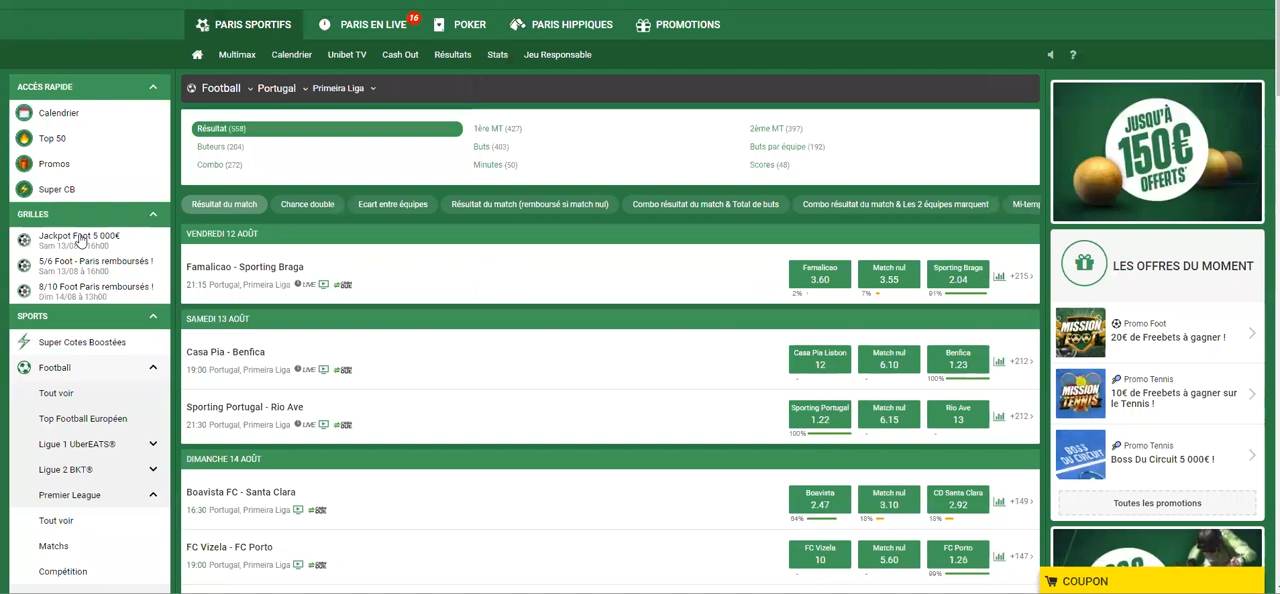 PARIS SPORTIFS
PARIS EN LIVE 16
POKER
PARIS HIPPIQUES
PROMOTIONS
Multimax
Calendrier
Unibet TV
Cash Out
Résultats
Stats
Jeu Responsable
?
ACCÈS RAPIDE
Calendrier
Top 50
Promos
Super CB
GRILLES
Jackpot Foot 5 000€
Sam 13/08 à 16h00
5/6 Foot - Paris remboursés !
Sam 13/08 à 16h00
8/10 Foot Paris remboursés !
Dim 14/08 à 13h00
SPORTS
Super Cotes Boostées
Football
Tout voir
Top Football Européen
Ligue 1 UberEATS®
Ligue 2 BKT®
Premier League
Tout voir
Matchs
Compétition
Football Portugal Primeira Liga
Résultat (558)
1ère MT (427)
2ème MT (397)
Buteurs (204)
Buts (403)
Buts par équipe (192)
Combo (272)
Minutes (50)
Scores (48)
Résultat du match
Chance double
Ecart entre équipes
Résultat du match (remboursé si match nul)
Combo résultat du match & Total de buts
Combo résultat du match & Les 2 équipes marquent
Mi-temp
VENDREDI 12 AOÛT
Famalicao - Sporting Braga
21:15 Portugal, Primeira Liga LIVE
Famalicao
3.60
2%
Match nul
3.55
7%
Sporting Braga
2.04
91%
+215
SAMEDI 13 AOÛT
Casa Pia - Benfica
19:00 Portugal, Primeira Liga LIVE
Casa Pia Lisbon
12
-
Match nul
6.10
-
Benfica
1.23
100%
+212
Sporting Portugal - Rio Ave
21:30 Portugal, Primeira Liga LIVE
Sporting Portugal
1.22
100%
Match nul
6.15
-
Rio Ave
13
-
+212
DIMANCHE 14 AOÛT
Boavista FC - Santa Clara
16:30 Portugal, Primeira Liga
Boavista
2.47
64%
Match nul
3.10
18%
CD Santa Clara
2.92
18%
+149
FC Vizela - FC Porto
19:00 Portugal, Primeira Liga
FC Vizela
10
-
Match nul
5.60
-
FC Porto
1.26
99%
+147
JUSQU'À
150€
OFFERTS
LES OFFRES DU MOMENT
MISSION
FOOT
Promo Foot
20€ de Freebets à gagner !
MISSION
TENNIS
Promo Tennis
10€ de Freebets à gagner sur
le Tennis !
BOSS
DU CIRCUIT
Promo Tennis
Boss Du Circuit 5 000€ !
Toutes les promotions
COUPON